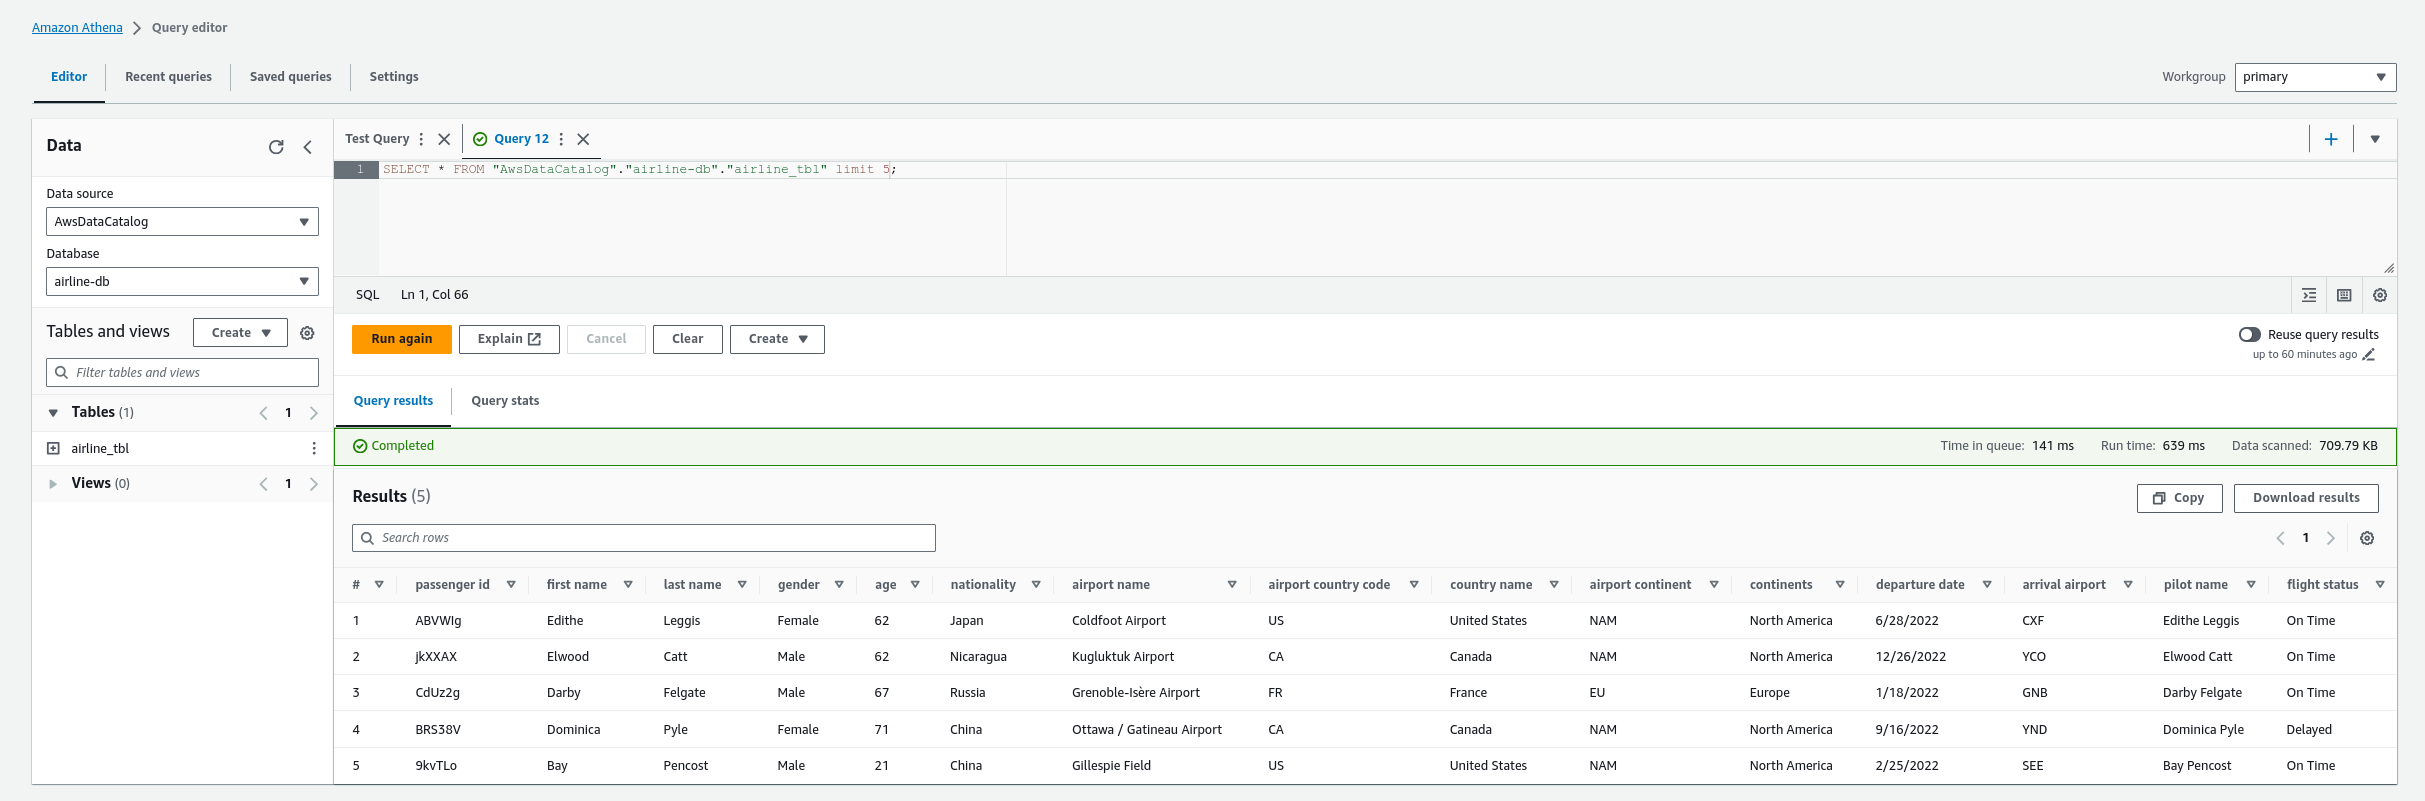 Amazon Athena > Query editor
Editor Recent queries Saved queries Settings
Workgroup primary
Data
Data source
AwsDataCatalog
Database
airline-db
Tables and views Create
Filter tables and views
Tables (1) < 1 >
airline_tbl
Views (0) < 1 >
Test Query Query 12
1 SELECT * FROM "AwsDataCatalog"."airline-db"."airline_tbl" limit 5;
SQL Ln 1, Col 66
Run again Explain Cancel Clear Create
Reuse query results
up to 60 minutes ago
Query results Query stats
Completed Time in queue: 141 ms Run time: 639 ms Data scanned: 709.79 KB
Results (5) Copy Download results
Search rows < 1 >
# passenger id first name last name gender age nationality airport name airport country code country name airport continent continents departure date arrival airport pilot name flight status
1 ABVWIg Edithe Leggis Female 62 Japan Coldfoot Airport US United States NAM North America 6/28/2022 CXF Edithe Leggis On Time
2 jkXXAX Elwood Catt Male 62 Nicaragua Kugluktuk Airport CA Canada NAM North America 12/26/2022 YCO Elwood Catt On Time
3 CdUz2g Darby Felgate Male 67 Russia Grenoble-Isère Airport FR France EU Europe 1/18/2022 GNB Darby Felgate On Time
4 BRS38V Dominica Pyle Female 71 China Ottawa / Gatineau Airport CA Canada NAM North America 9/16/2022 YND Dominica Pyle Delayed
5 9kvTLo Bay Pencost Male 21 China Gillespie Field US United States NAM North America 2/25/2022 SEE Bay Pencost On Time